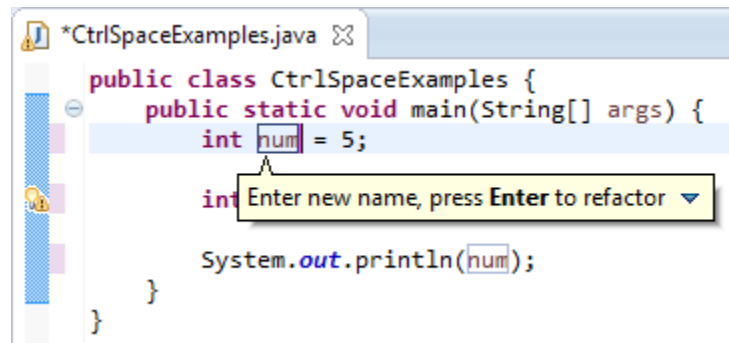 *CtrlSpaceExamples.java
public class CtrlSpaceExamples {
public static void main(String[] args) {
int num = 5;
int
Enter new name, press Enter to refactor
System.out.println(num);
}
}